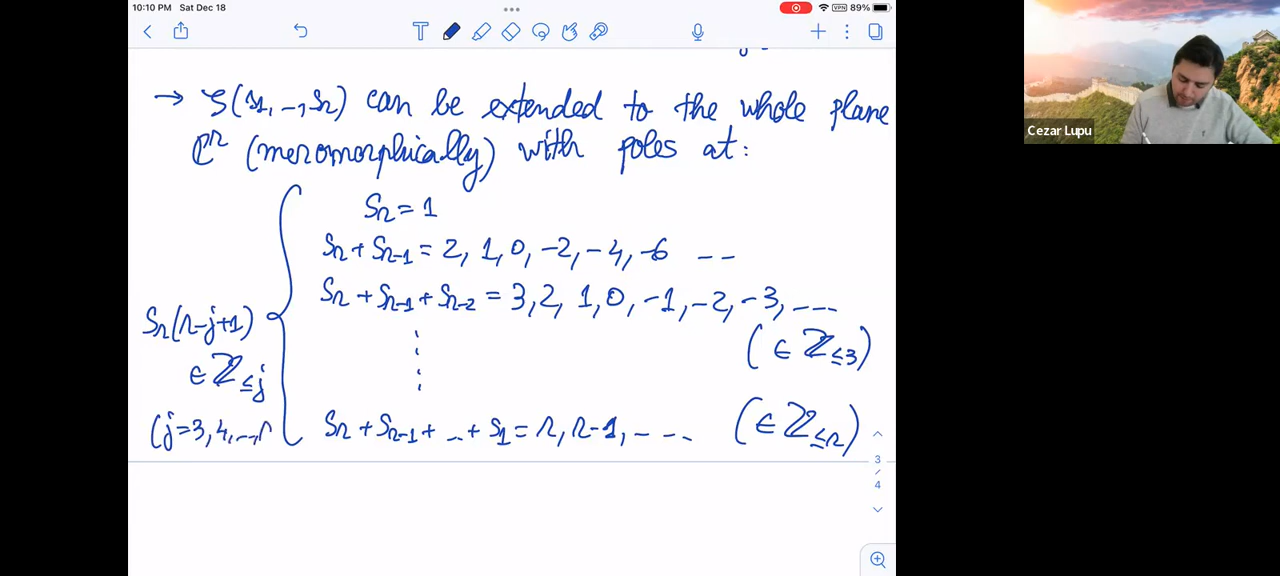 10:10 PM Sat Dec 18
VPN 89%
→ ζ(s₁, –, sᵣ) can be extended to the whole plane
ℂʳ (meromorphically) with poles at:
sᵣ = 1
sᵣ + sᵣ₋₁ = 2, 1, 0, -2, -4, -6 --
sᵣ + sᵣ₋₁ + sᵣ₋₂ = 3, 2, 1, 0, -1, -2, -3, ....
(∈ ℤ≤3)
sᵣ(r-j+1)
∈ ℤ≤j
(j=3,4,..,r
sᵣ + sᵣ₋₁ + ... + s₁ = r, r-1, - - ..
(∈ ℤ≤r)
3
/
4
Cezar Lupu